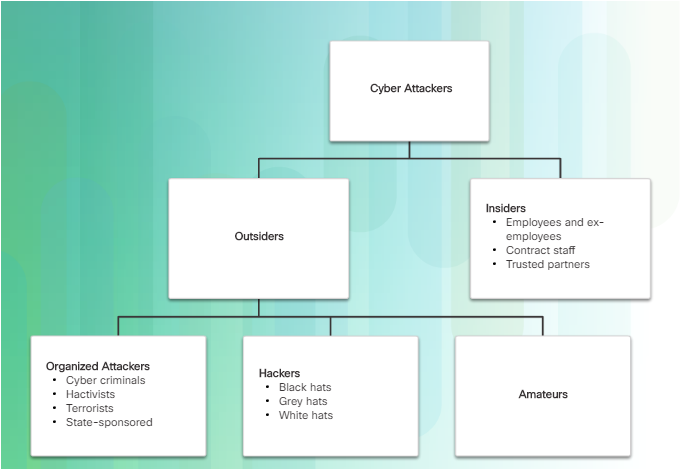 Cyber Attackers
Outsiders
Insiders
• Employees and ex-
employees
• Contract staff
• Trusted partners
Organized Attackers
• Cyber criminals
• Hactivists
• Terrorists
• State-sponsored
Hackers
• Black hats
• Grey hats
• White hats
Amateurs